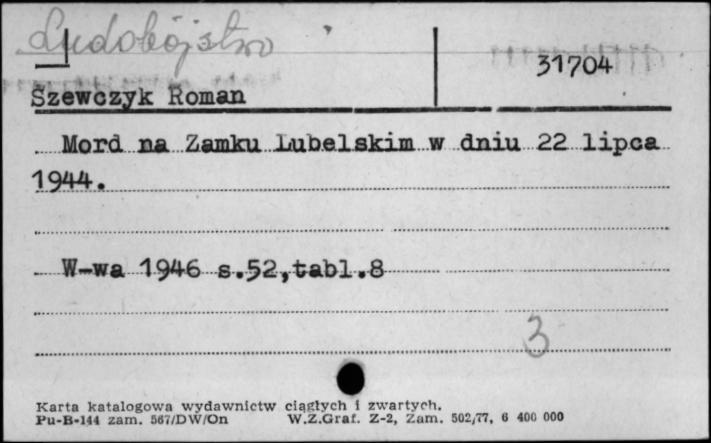 Ludobójstwo
31704
Szewczyk Roman
Mord na Zamku Lubelskim w dniu 22 lipca
1944.
W-wa 1946 s.52,tabl.8
3
Karta katalogowa wydawnictw ciągłych i zwartych.
Pu-B-144 zam. 567/DW/On W.Z.Graf. Z-2, Zam. 502/77, 6 400 000